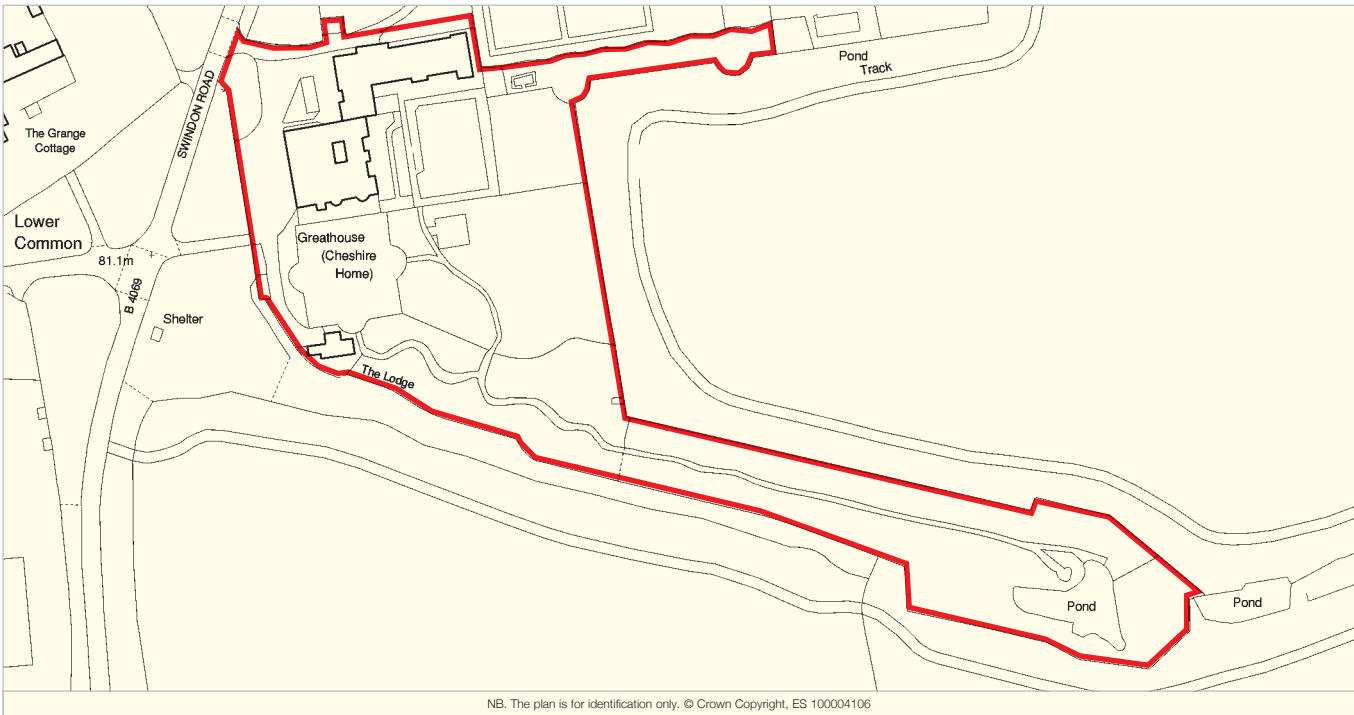 Pond
Track
SWINDON ROAD
The Grange
Cottage
Lower
Common
81.1m
B 4069
Greathouse
(Cheshire
Home)
Shelter
The Lodge
Pond
Pond
NB. The plan is for identification only. © Crown Copyright, ES 100004106